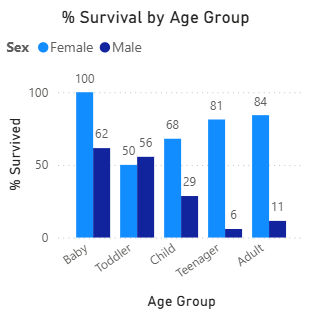 % Survival by Age Group
Sex Female Male
% Survived
100
50
0
100 62
50 56
68 29
81 6
84 11
Baby Toddler Child Teenager Adult
Age Group